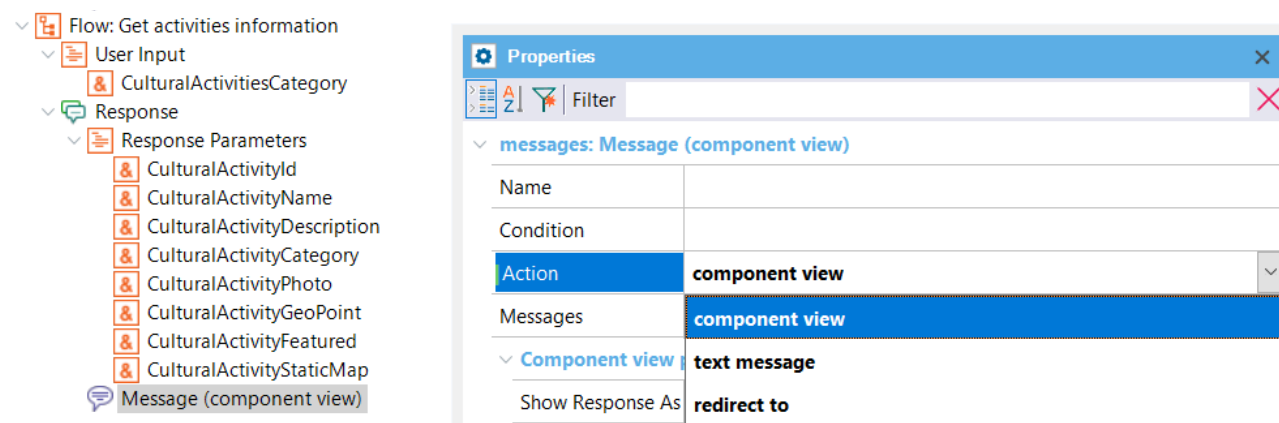 Flow: Get activities information
User Input
CulturalActivitiesCategory
Response
Response Parameters
CulturalActivityId
CulturalActivityName
CulturalActivityDescription
CulturalActivityCategory
CulturalActivityPhoto
CulturalActivityGeoPoint
CulturalActivityFeatured
CulturalActivityStaticMap
Message (component view)
Properties
Filter
messages: Message (component view)
Name
Condition
Action component view
Messages component view
Component view text message
Show Response As redirect to